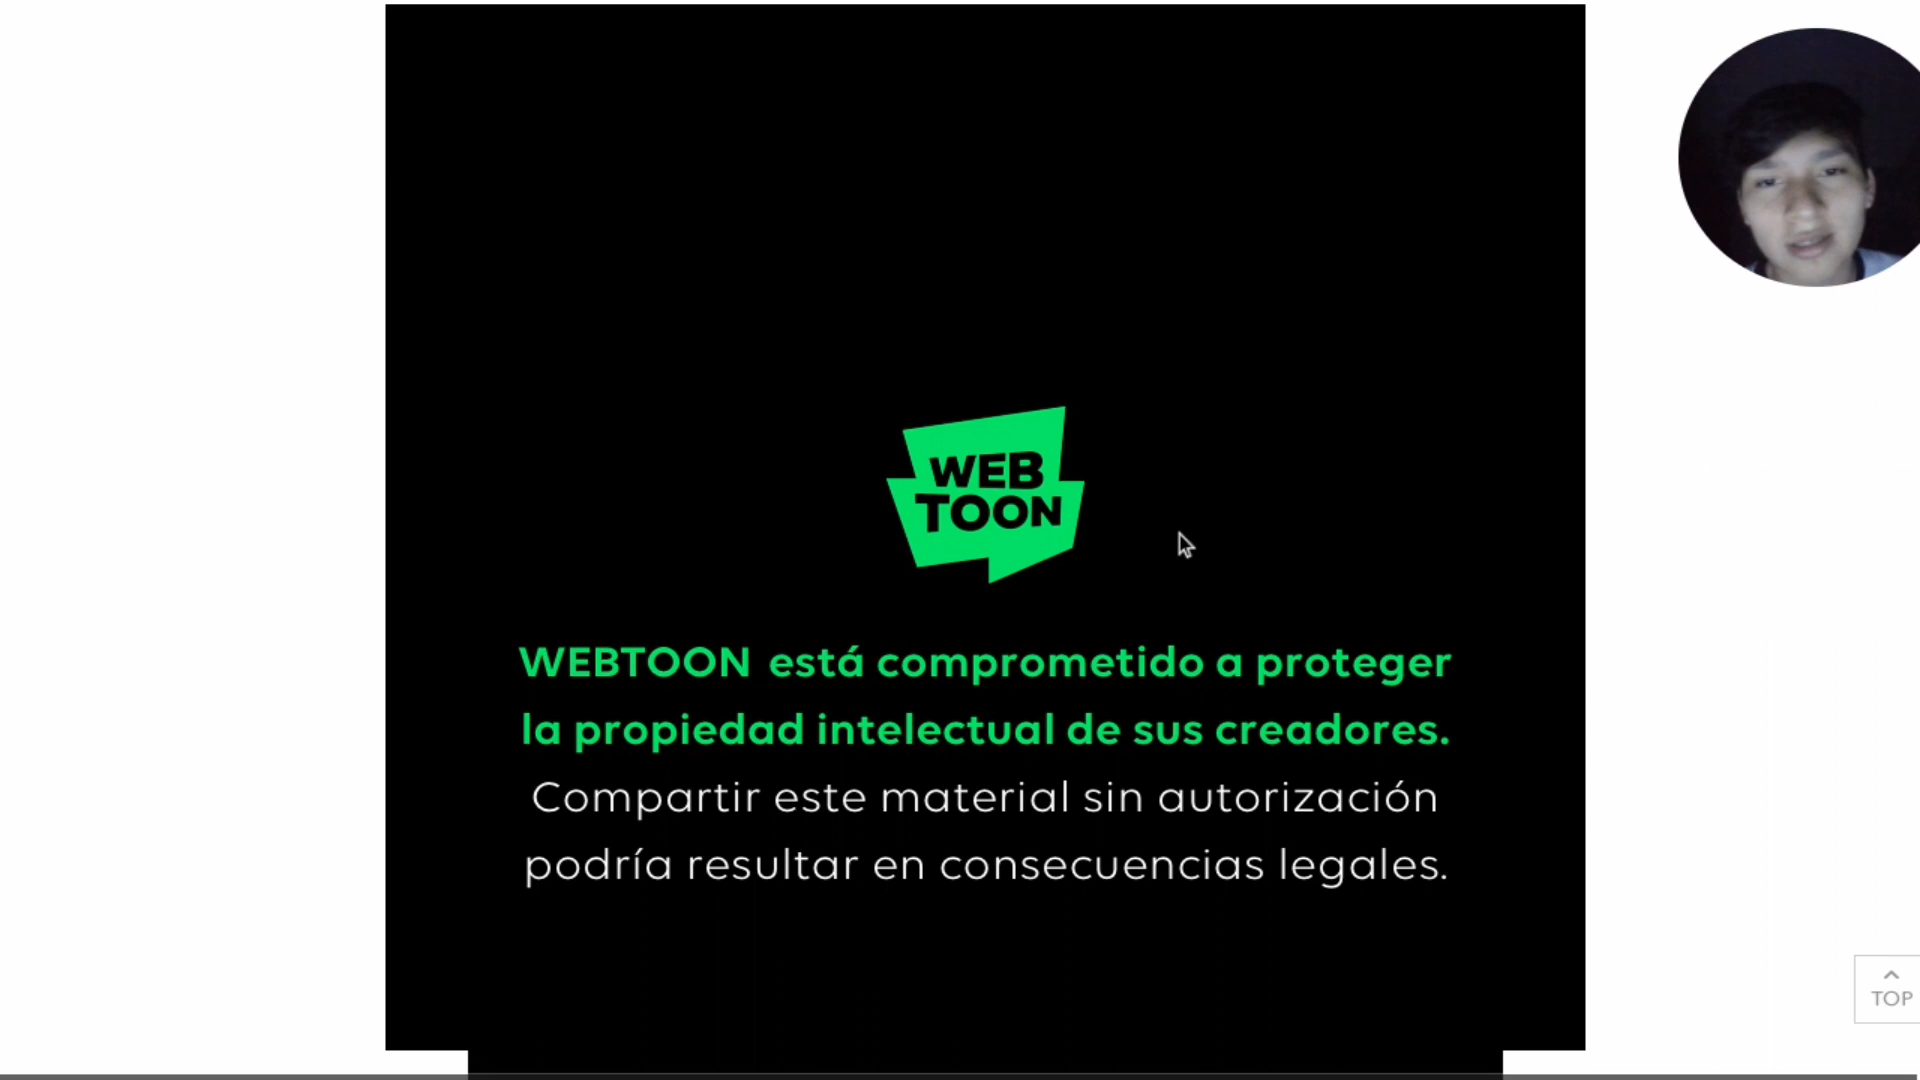 WEB
TOON
WEBTOON está comprometido a proteger
la propiedad intelectual de sus creadores.
Compartir este material sin autorización
podría resultar en consecuencias legales.
TOP